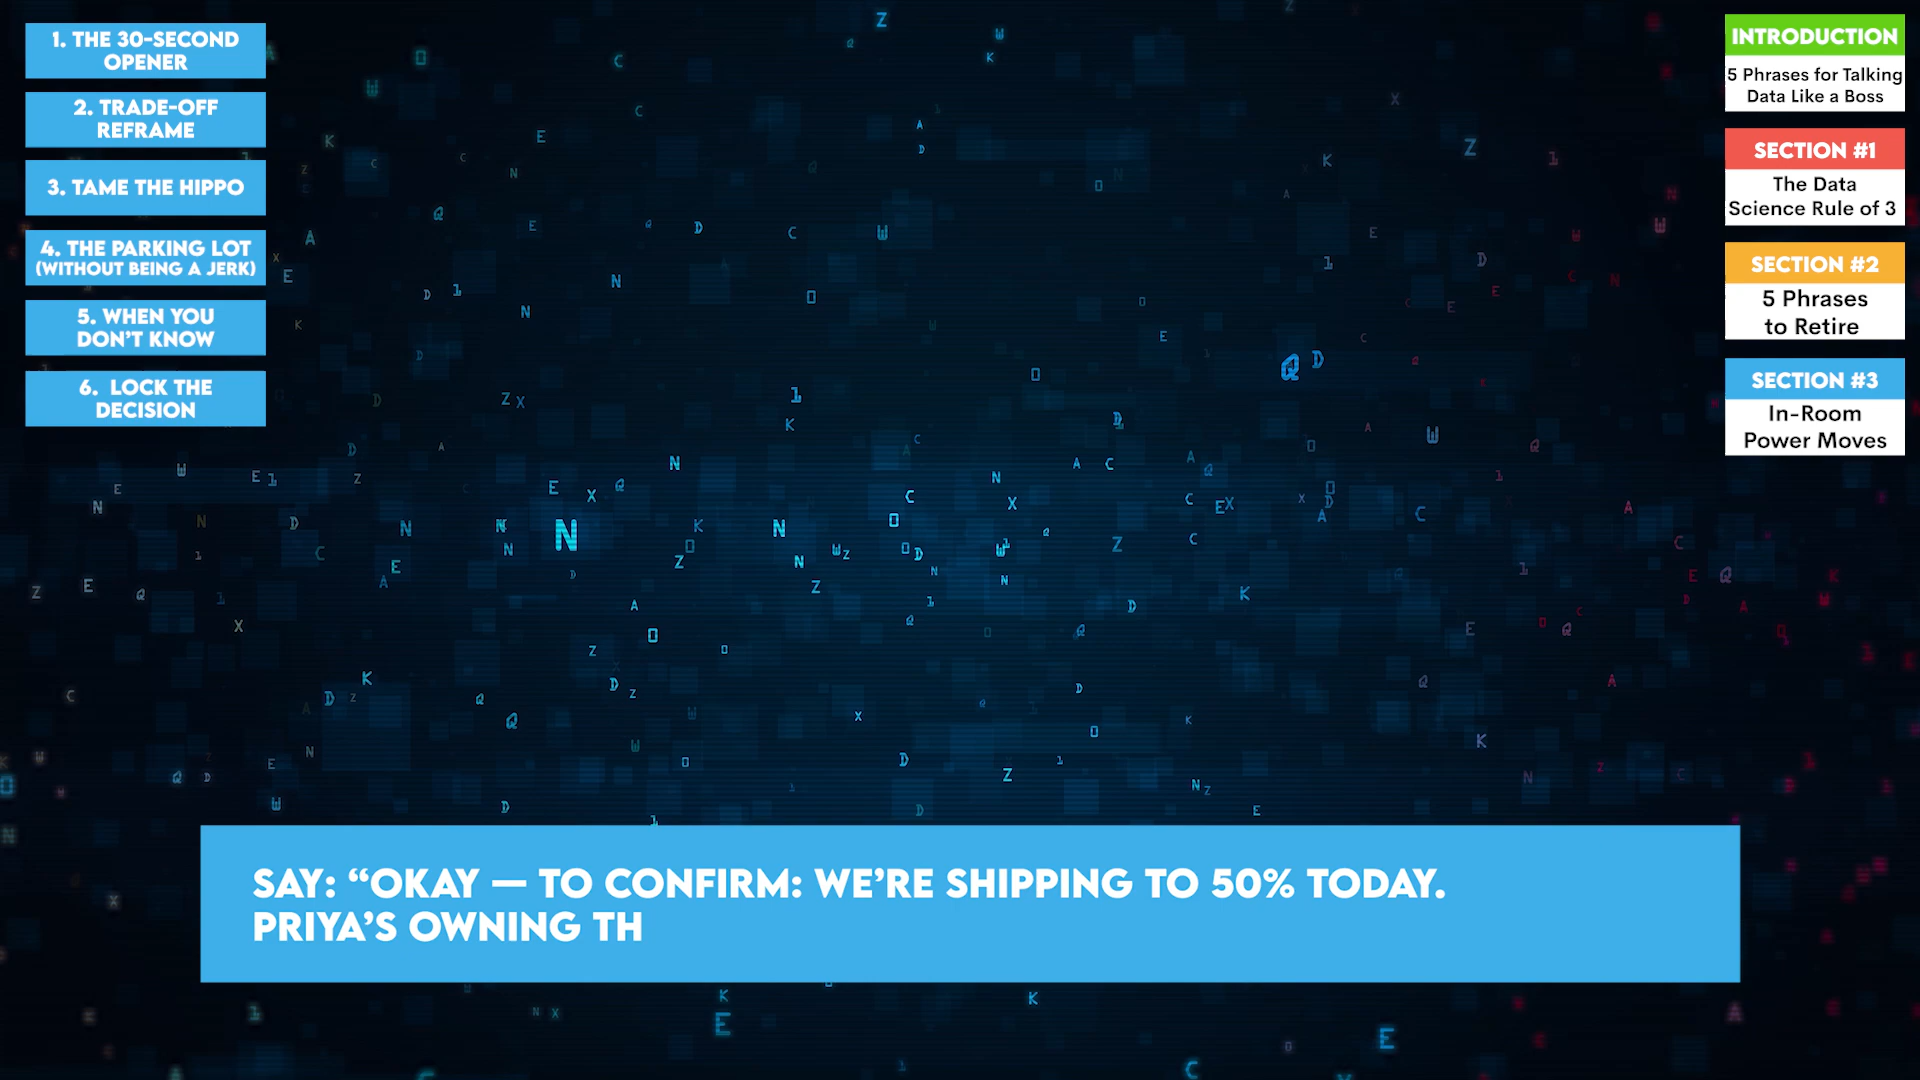 1. THE 30-SECOND
OPENER
2. TRADE-OFF
REFRAME
3. TAME THE HIPPO
4. THE PARKING LOT
(WITHOUT BEING A JERK)
5. WHEN YOU
DON'T KNOW
6. LOCK THE
DECISION
INTRODUCTION
5 Phrases for Talking
Data Like a Boss
SECTION #1
The Data
Science Rule of 3
SECTION #2
5 Phrases
to Retire
SECTION #3
In-Room
Power Moves
SAY: “OKAY — TO CONFIRM: WE'RE SHIPPING TO 50% TODAY.
PRIYA'S OWNING TH